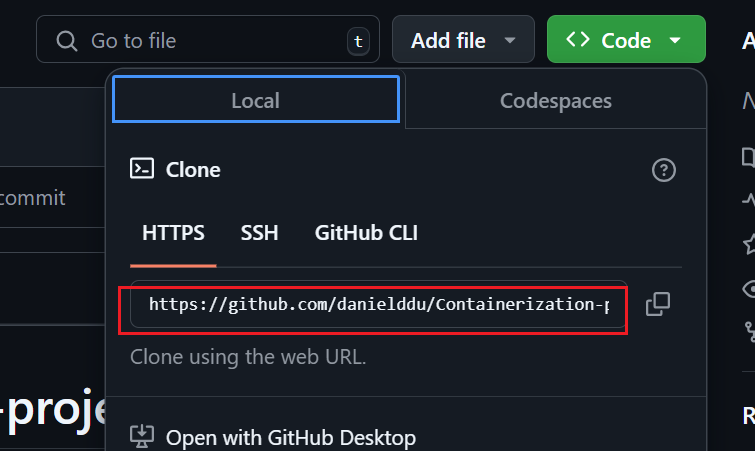 Go to file
t
Add file
Code
A
Local
Codespaces
Clone
commit
HTTPS
SSH
GitHub CLI
https://github.com/danielddu/Containerization-p
Clone using the web URL.
-proje
R
Open with GitHub Desktop